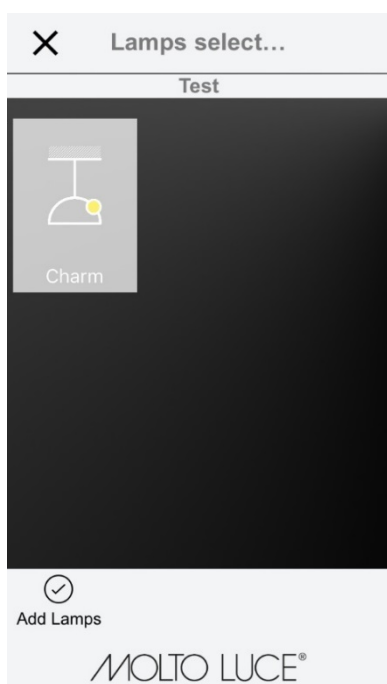 Lamps select...
Test
Charm
Add Lamps
MOLTO LUCE®